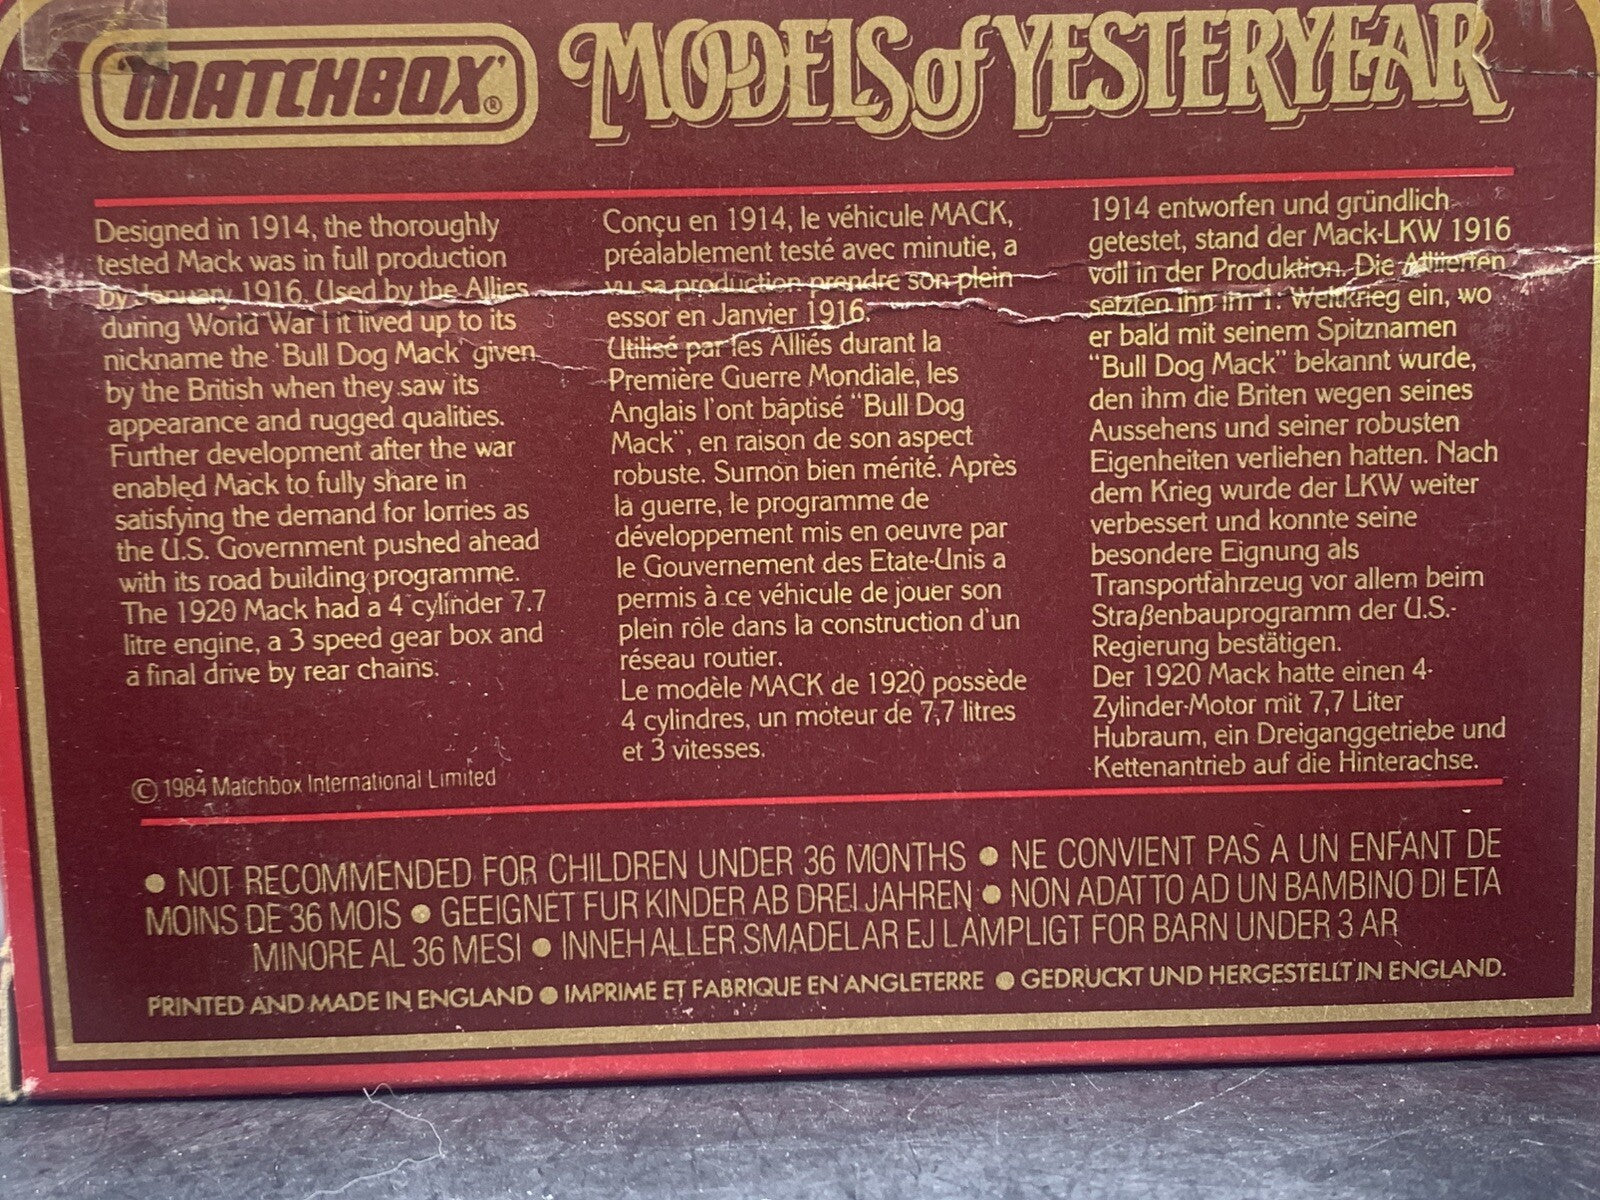 "MATCHBOX"®
MODELS of YESTERYEAR
Designed in 1914, the thoroughly
tested Mack was in full production
by January 1916. Used by the Allies
during World War I it lived up to its
nickname the 'Bull Dog Mack' given
by the British when they saw its
appearance and rugged qualities.
Further development after the war
enabled Mack to fully share in
satisfying the demand for lorries as
the U.S. Government pushed ahead
with its road building programme.
The 1920 Mack had a 4 cylinder 7.7
litre engine, a 3 speed gear box and
a final drive by rear chains.
© 1984 Matchbox International Limited
Conçu en 1914, le véhicule MACK,
préalablement testé avec minutie, a
vu sa production prendre son plein
essor en Janvier 1916.
Utilisé par les Alliés durant la
Première Guerre Mondiale, les
Anglais l'ont bâptisé "Bull Dog
Mack", en raison de son aspect
robuste. Surnon bien mérité. Après
la guerre, le programme de
développement mis en oeuvre par
le Gouvernement des Etate-Unis a
permis à ce véhicule de jouer son
plein rôle dans la construction d'un
réseau routier.
Le modèle MACK de 1920 possède
4 cylindres, un moteur de 7,7 litres
et 3 vitesses.
1914 entworfen und gründlich
getestet, stand der Mack-LKW 1916
voll in der Produktion. Die Alliierten
setzten ihn im 1. Weltkrieg ein, wo
er bald mit seinem Spitznamen
"Bull Dog Mack" bekannt wurde,
den ihm die Briten wegen seines
Aussehens und seiner robusten
Eigenheiten verliehen hatten. Nach
dem Krieg wurde der LKW weiter
verbessert und konnte seine
besondere Eignung als
Transportfahrzeug vor allem beim
Straßenbauprogramm der U.S.-
Regierung bestätigen.
Der 1920 Mack hatte einen 4-
Zylinder-Motor mit 7,7 Liter
Hubraum, ein Dreiganggetriebe und
Kettenantrieb auf die Hinterachse.
● NOT RECOMMENDED FOR CHILDREN UNDER 36 MONTHS ● NE CONVIENT PAS A UN ENFANT DE
MOINS DE 36 MOIS ● GEEIGNET FUR KINDER AB DREI JAHREN ● NON ADATTO AD UN BAMBINO DI ETA
MINORE AL 36 MESI ● INNEHALLER SMADELAR EJ LAMPLIGT FOR BARN UNDER 3 AR
PRINTED AND MADE IN ENGLAND ● IMPRIME ET FABRIQUE EN ANGLETERRE ● GEDRUCKT UND HERGESTELLT IN ENGLAND.